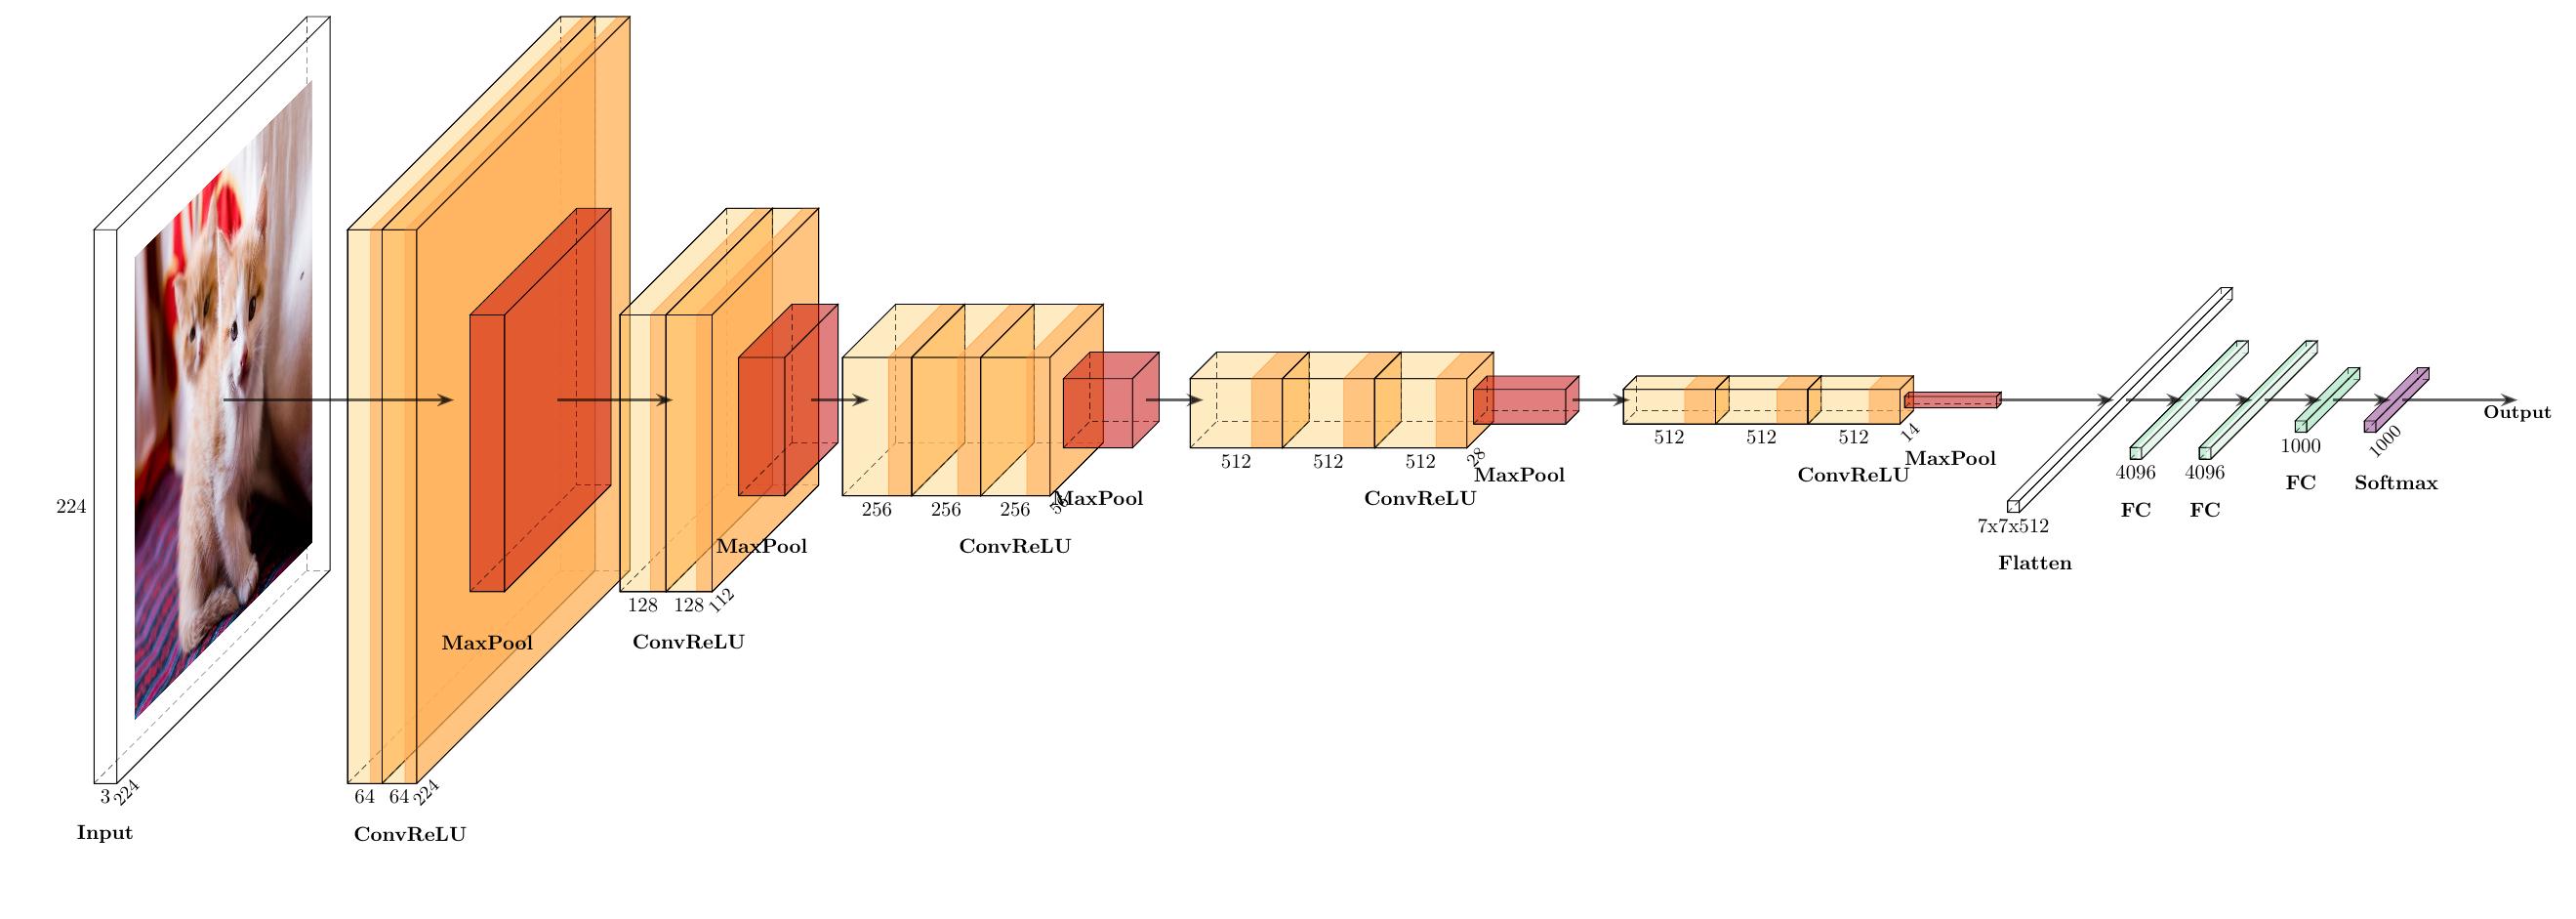 224
3
224
Input
64
64
224
ConvReLU
MaxPool
128
128
112
ConvReLU
MaxPool
256
256
256
56
ConvReLU
MaxPool
512
512
512
28
ConvReLU
MaxPool
512
512
512
14
ConvReLU
MaxPool
7x7x512
Flatten
4096
FC
4096
FC
1000
FC
1000
Softmax
Output